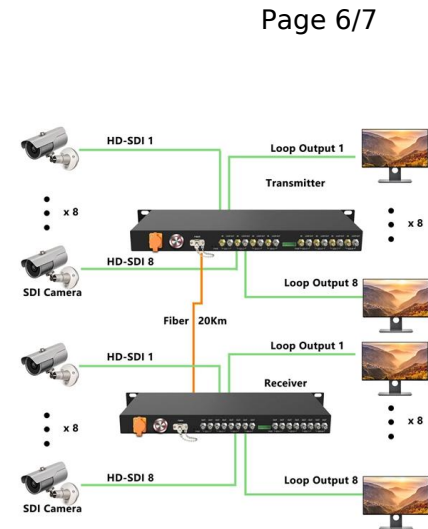 Page 6/7
HD-SDI 1
Loop Output 1
Transmitter
x 8
x 8
HD-SDI 8
SDI Camera
Loop Output 8
Fiber 20Km
HD-SDI 1
Loop Output 1
Receiver
x 8
x 8
HD-SDI 8
Loop Output 8
SDI Camera